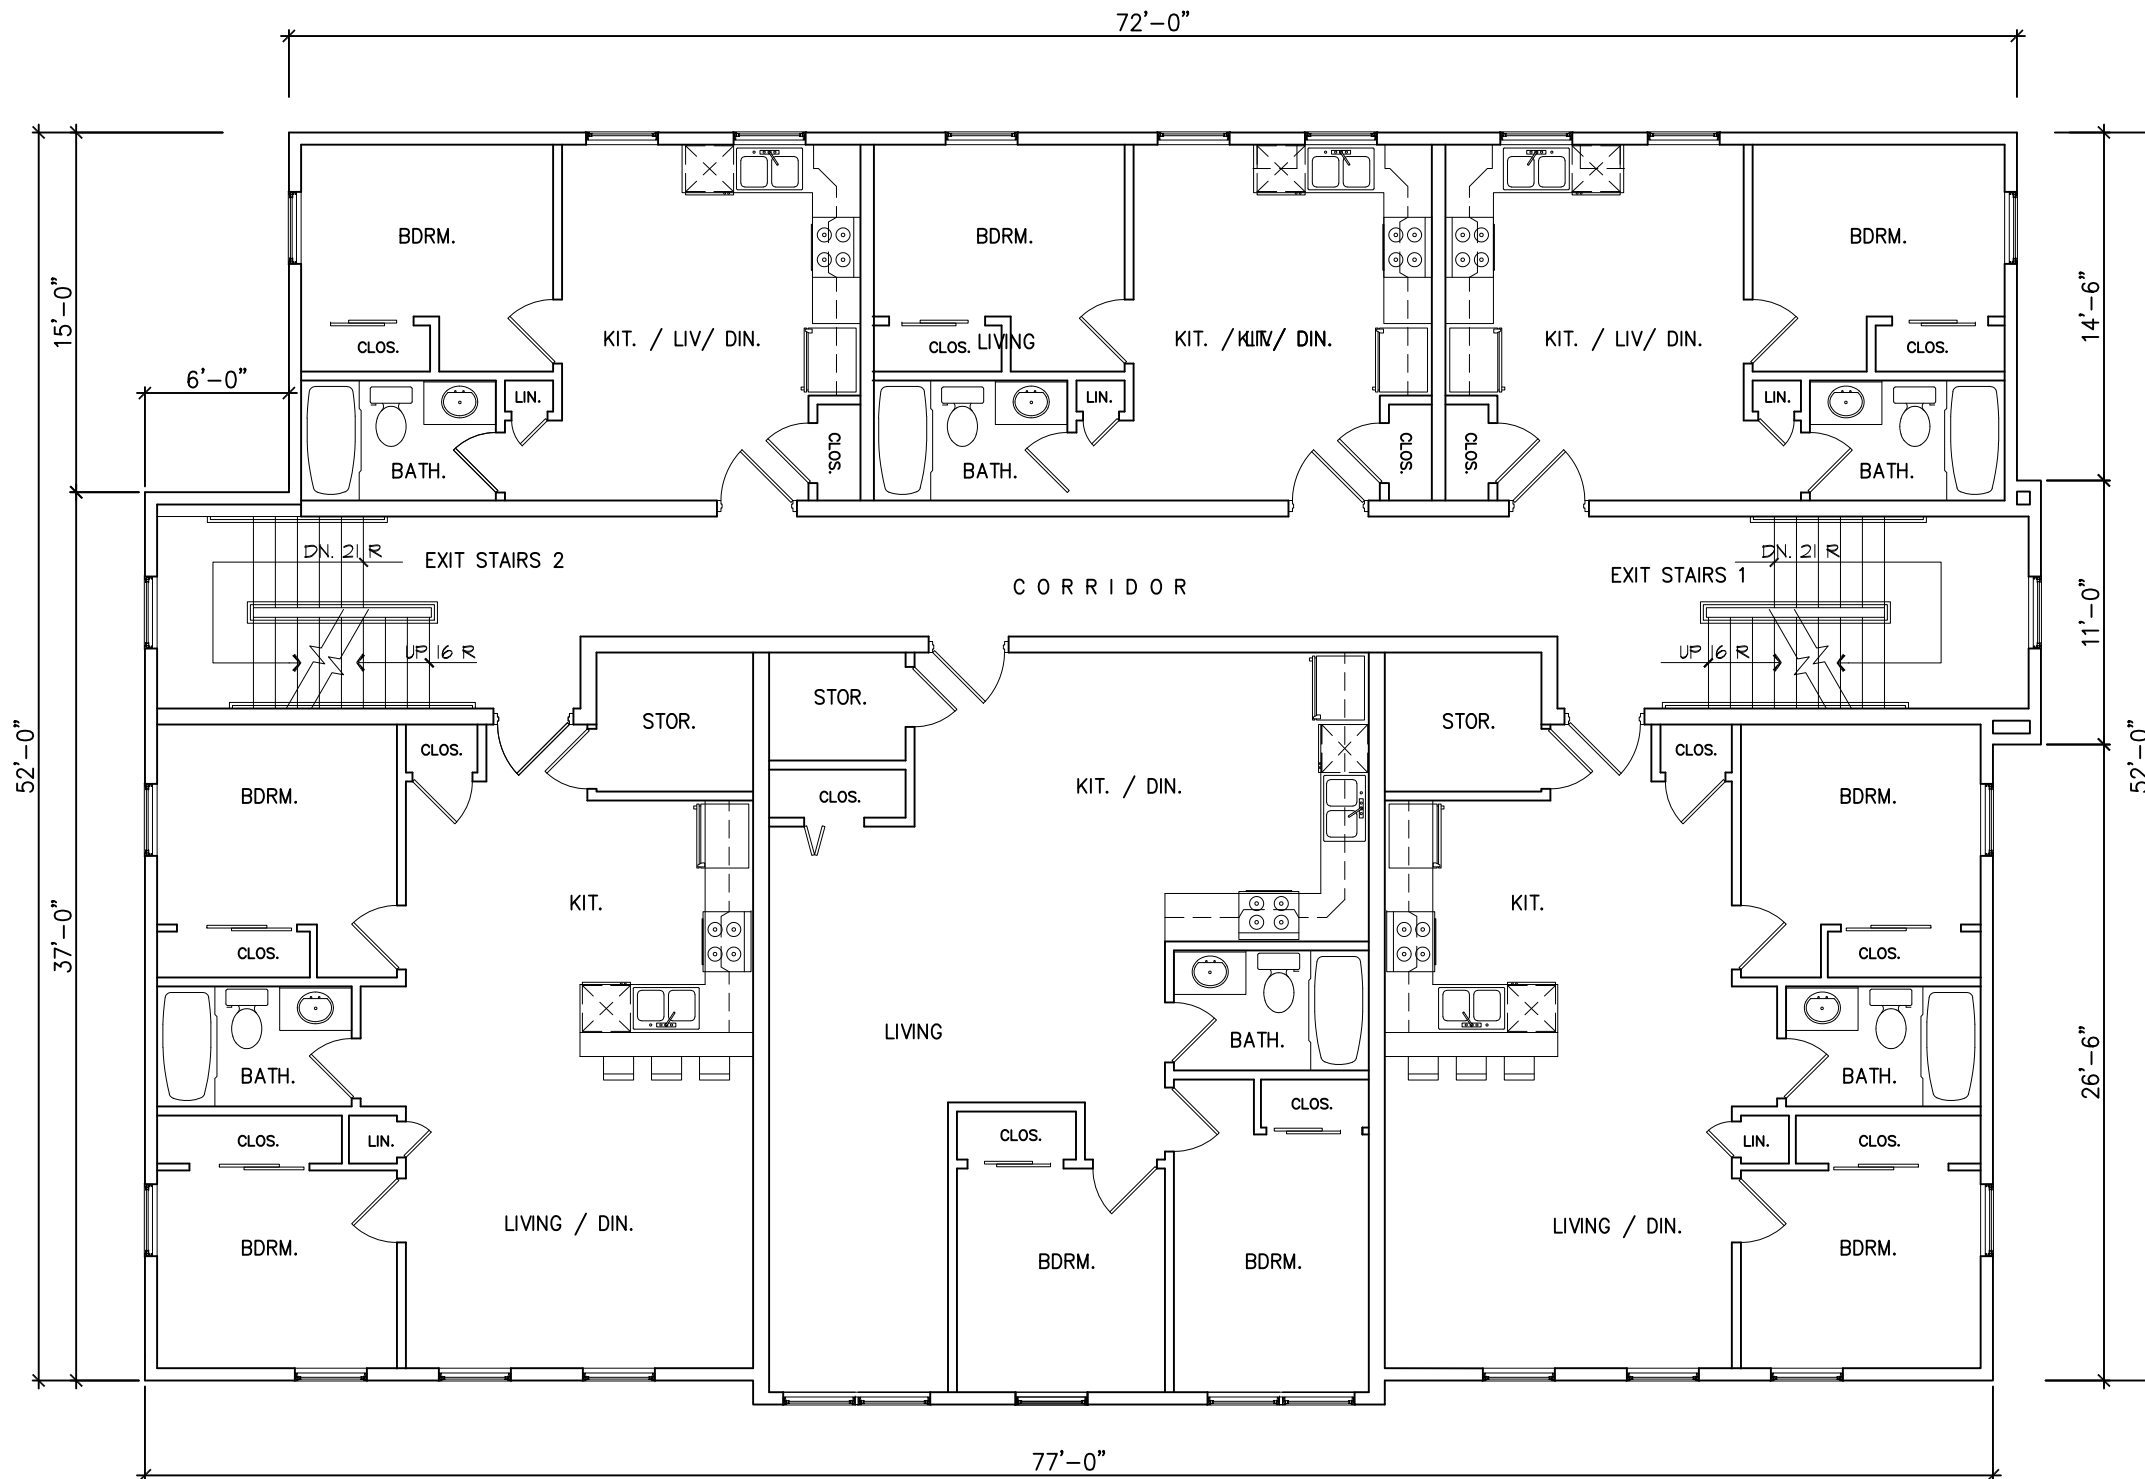 72'-0"
BDRM.
BDRM.
BDRM.
15'-0"
14'-6"
KIT. / LIV/ DIN.
CLOS.
CLOS.
LIVING
KIT. / LIV/ DIN.
KIT. / LIV/ DIN.
CLOS.
6'-0"
LIN.
LIN.
LIN.
CLOS.
CLOS.
CLOS.
BATH.
BATH.
BATH.
DN. 21 R
EXIT STAIRS 2
CORRIDOR
EXIT STAIRS 1
DN. 21 R
11'-0"
UP 16 R
UP 16 R
STOR.
STOR.
STOR.
CLOS.
CLOS.
52'-0"
52'-0"
BDRM.
CLOS.
KIT. / DIN.
BDRM.
37'-0"
KIT.
KIT.
CLOS.
CLOS.
LIVING
BATH.
26'-6"
BATH.
BATH.
CLOS.
CLOS.
LIN.
CLOS.
LIN.
CLOS.
LIVING / DIN.
LIVING / DIN.
BDRM.
BDRM.
BDRM.
BDRM.
77'-0"